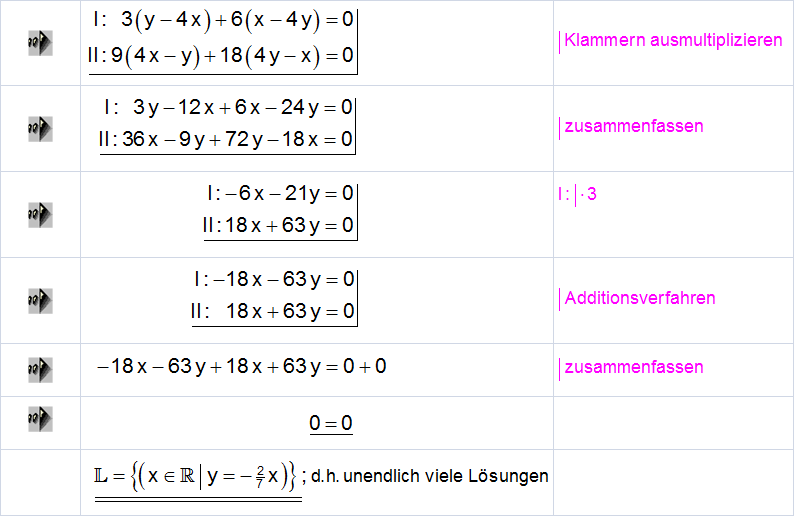 I: 3(y − 4x) + 6(x − 4y) = 0
II: 9(4x − y) + 18(4y − x) = 0
|Klammern ausmultiplizieren
I: 3y − 12x + 6x − 24y = 0
II: 36x − 9y + 72y − 18x = 0
|zusammenfassen
I: −6x − 21y = 0
II: 18x + 63y = 0
I: | · 3
I: −18x − 63y = 0
II: 18x + 63y = 0
|Additionsverfahren
−18x − 63y + 18x + 63y = 0 + 0
|zusammenfassen
0 = 0
𝕃 = {(x ∈ ℝ | y = −2/7 x)} ; d.h. unendlich viele Lösungen